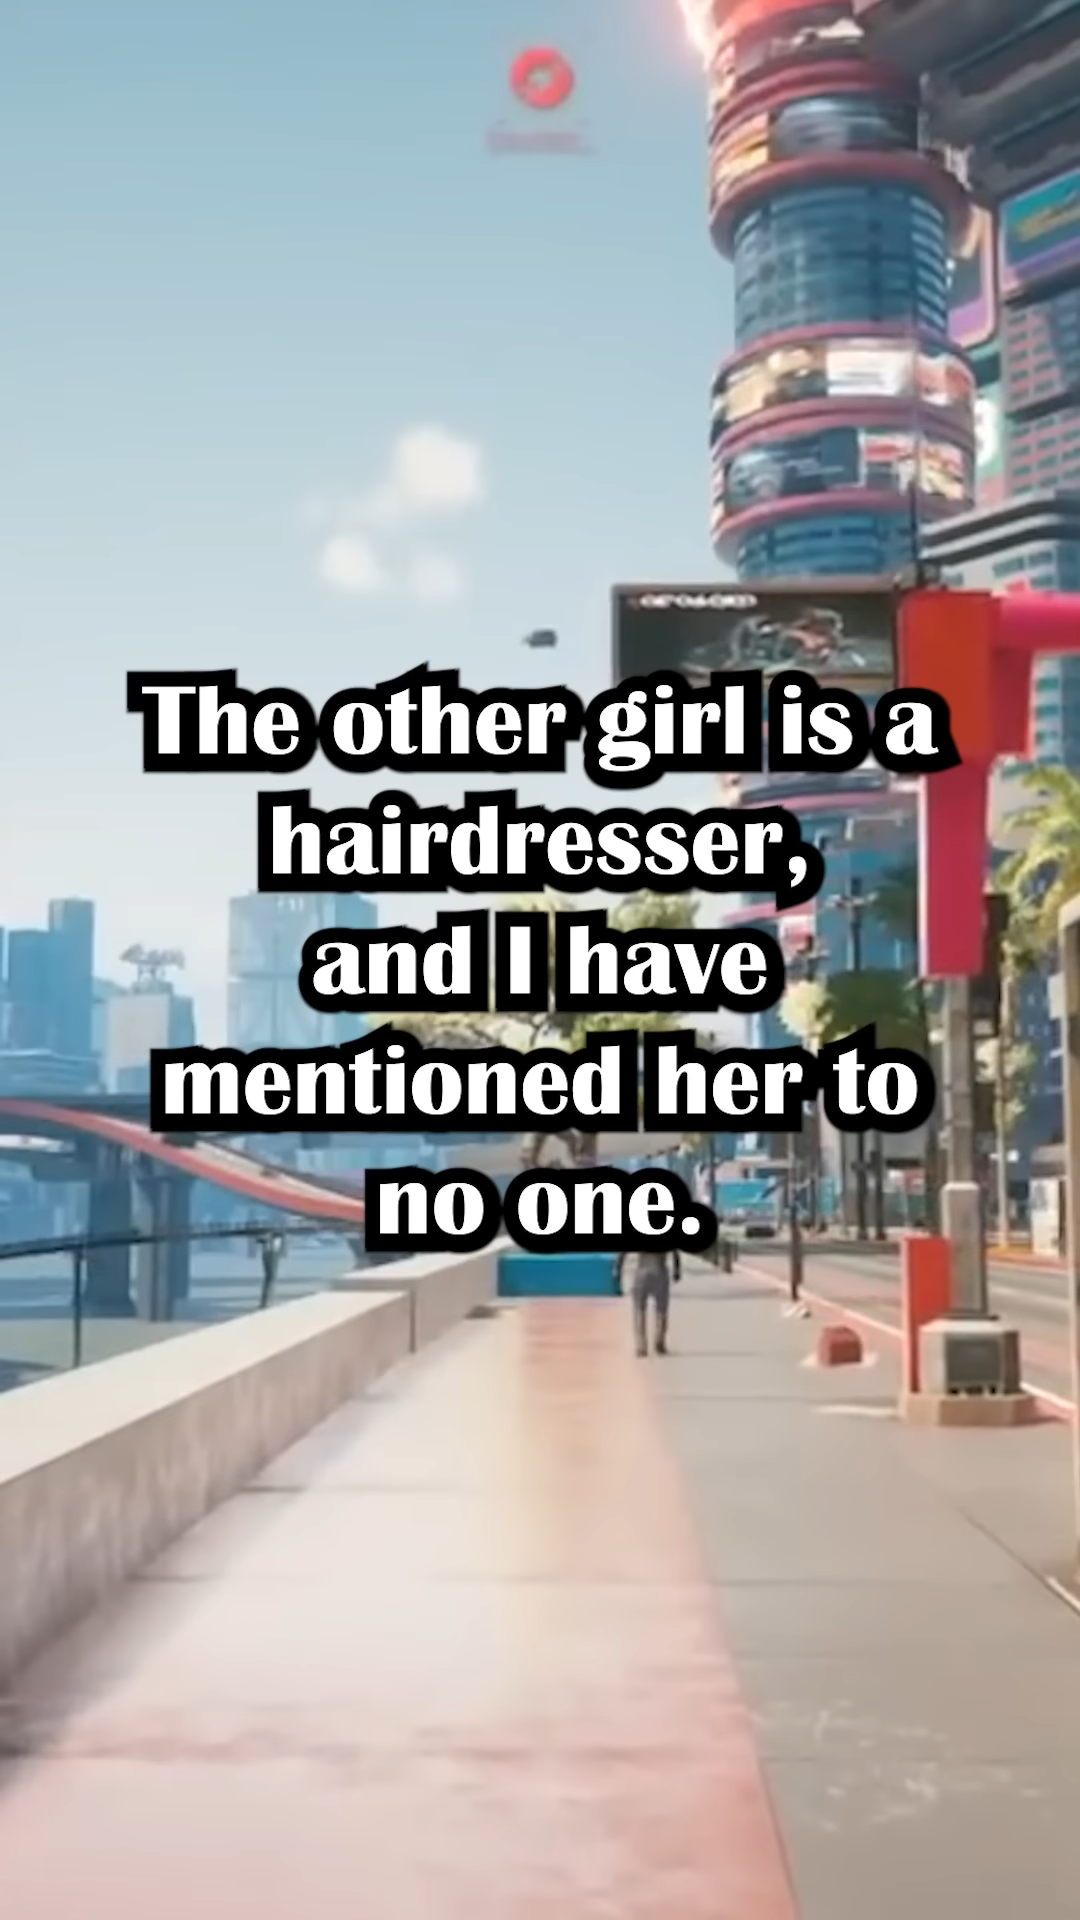 The other girl is a
hairdresser,
and I have
mentioned her to
no one.